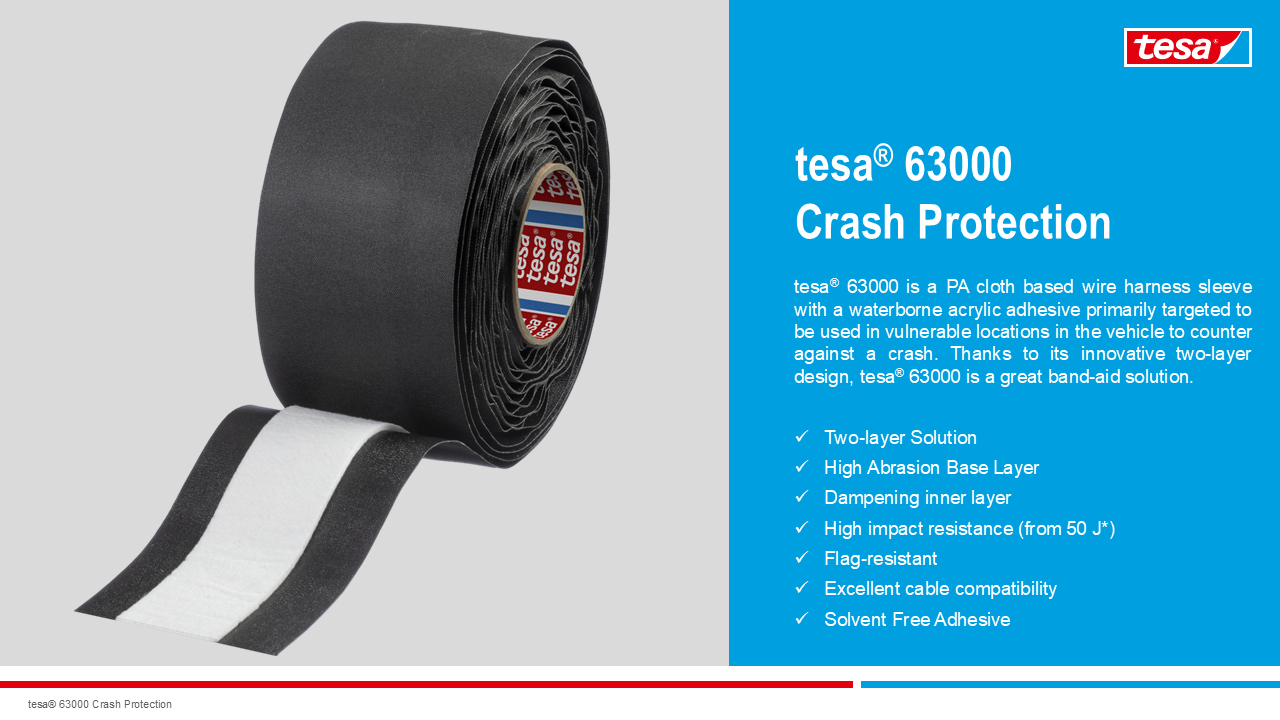 tesa®
tesa® 63000
Crash Protection
tesa® 63000 is a PA cloth based wire harness sleeve
with a waterborne acrylic adhesive primarily targeted to
be used in vulnerable locations in the vehicle to counter
against a crash. Thanks to its innovative two-layer
design, tesa® 63000 is a great band-aid solution.
✓ Two-layer Solution
✓ High Abrasion Base Layer
✓ Dampening inner layer
✓ High impact resistance (from 50 J*)
✓ Flag-resistant
✓ Excellent cable compatibility
✓ Solvent Free Adhesive
tesa® tesa® tesa®
tesa® 63000 Crash Protection